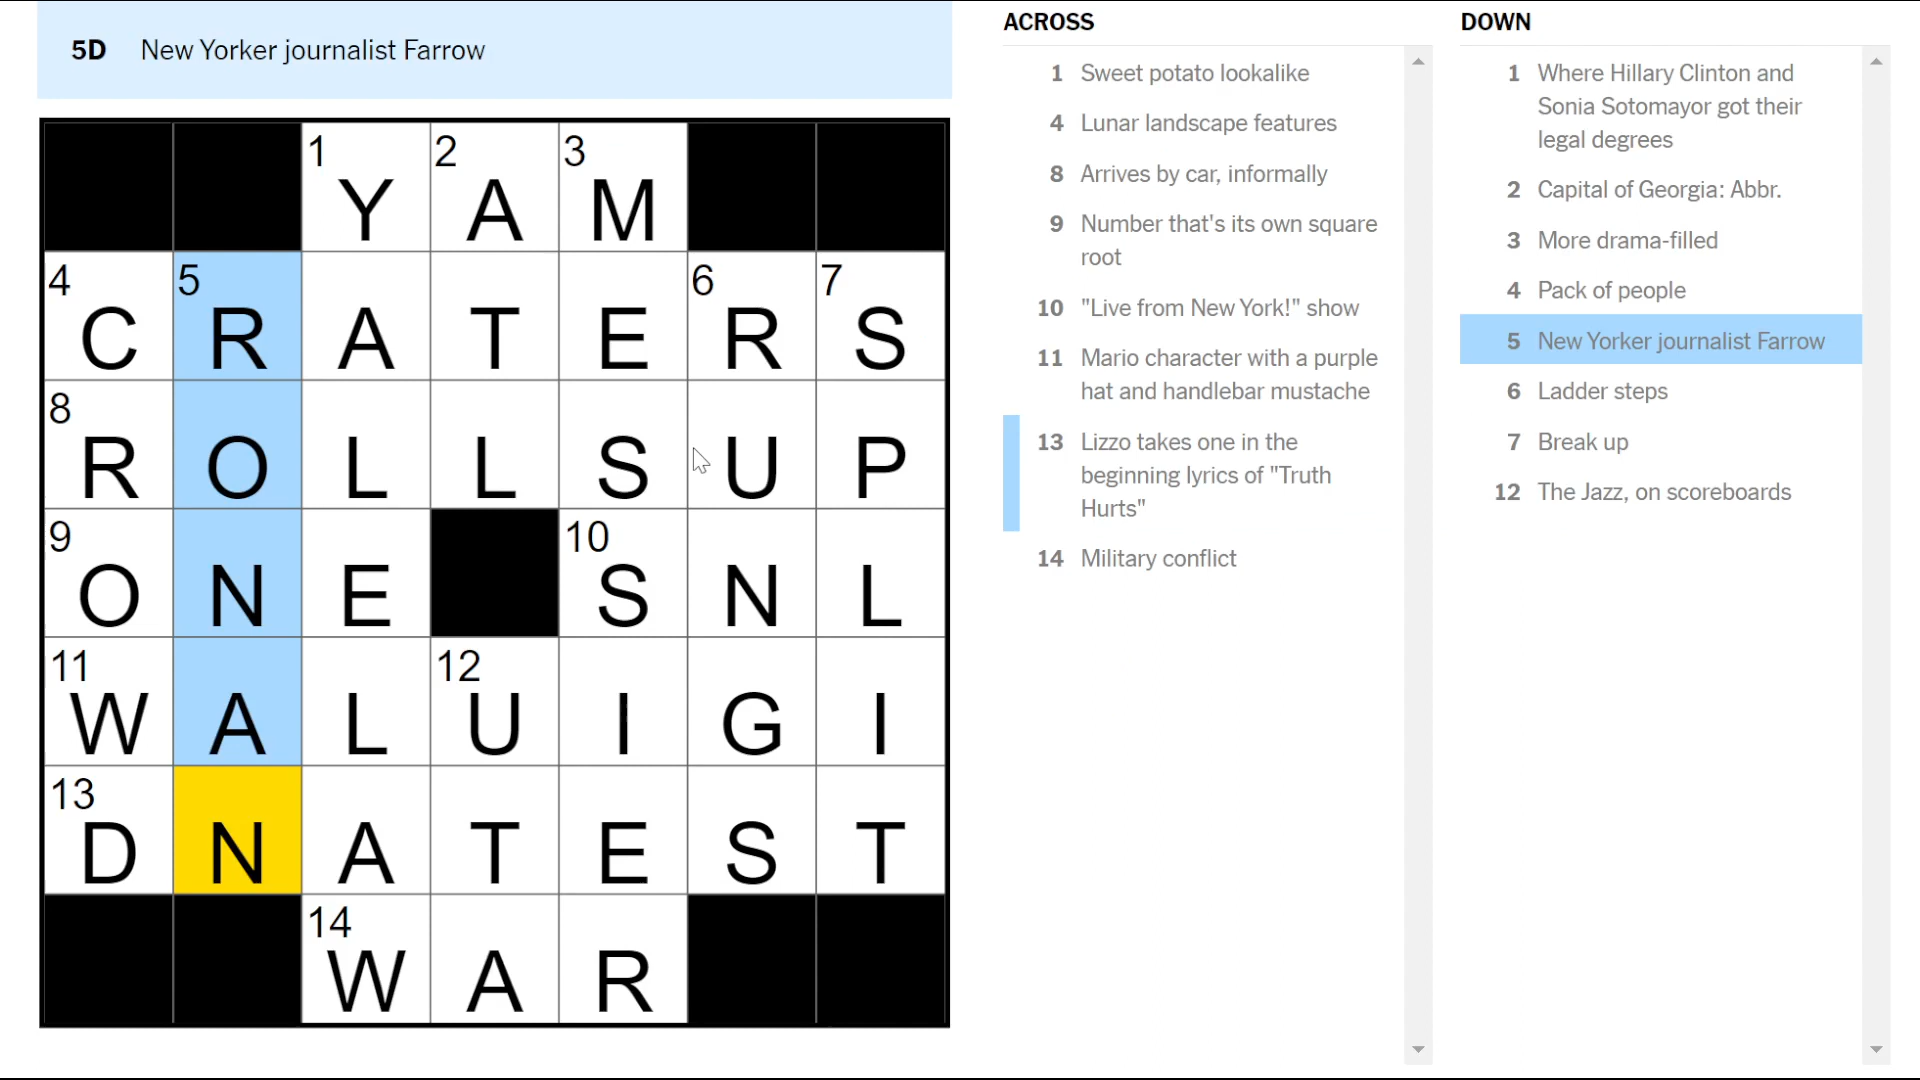 5D New Yorker journalist Farrow
1 2 3
Y A M
4 5 6 7
C R A T E R S
8
R O L L S U P
9 10
O N E S N L
11 12
W A L U I G I
13
D N A T E S T
14
W A R
ACROSS
1 Sweet potato lookalike
4 Lunar landscape features
8 Arrives by car, informally
9 Number that's its own square
root
10 "Live from New York!" show
11 Mario character with a purple
hat and handlebar mustache
13 Lizzo takes one in the
beginning lyrics of "Truth
Hurts"
14 Military conflict
DOWN
1 Where Hillary Clinton and
Sonia Sotomayor got their
legal degrees
2 Capital of Georgia: Abbr.
3 More drama-filled
4 Pack of people
5 New Yorker journalist Farrow
6 Ladder steps
7 Break up
12 The Jazz, on scoreboards